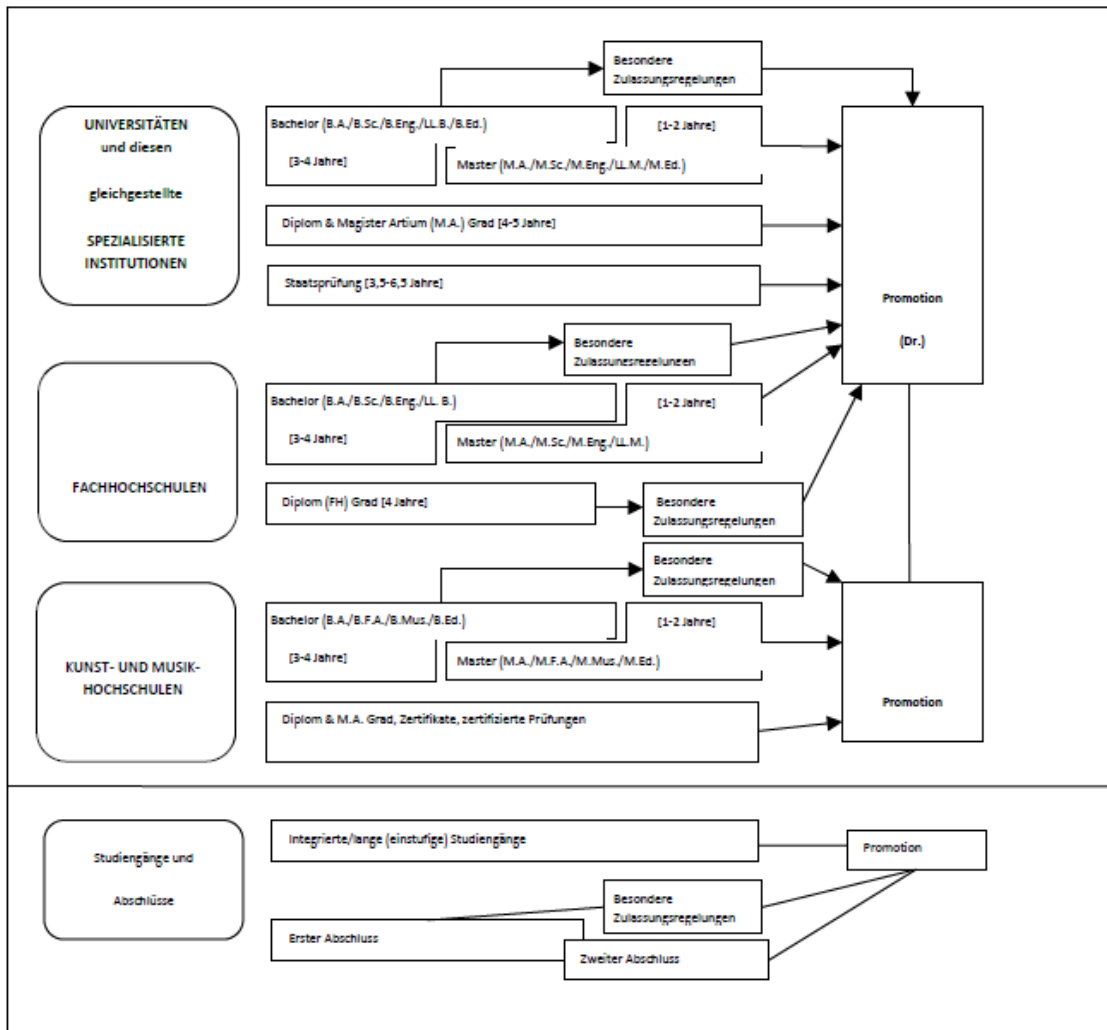 Besondere
Zulassungsregelungen
UNIVERSITÄTEN
und diesen
gleichgestellte
SPEZIALISIERTE
INSTITUTIONEN
Bachelor (B.A./B.Sc./B.Eng./LL.B./B.Ed.)
[3-4 Jahre]
[1-2 Jahre]
Master (M.A./M.Sc./M.Eng./LL.M./M.Ed.)
Diplom & Magister Artium (M.A.) Grad [4-5 Jahre]
Staatsprüfung [3,5-6,5 Jahre]
Promotion
(Dr.)
FACHHOCHSCHULEN
Besondere
Zulassungsregelungen
Bachelor (B.A./B.Sc./B.Eng./LL. B.)
[3-4 Jahre]
[1-2 Jahre]
Master (M.A./M.Sc./M.Eng./LL.M.)
Diplom (FH) Grad [4 Jahre]
Besondere
Zulassungsregelungen
KUNST- UND MUSIK-
HOCHSCHULEN
Besondere
Zulassungsregelungen
Bachelor (B.A./B.F.A./B.Mus./B.Ed.)
[3-4 Jahre]
[1-2 Jahre]
Master (M.A./M.F.A./M.Mus./M.Ed.)
Diplom & M.A. Grad, Zertifikate, zertifizierte Prüfungen
Promotion
Studiengänge und
Abschlüsse
Integrierte/lange (einstufige) Studiengänge
Promotion
Besondere
Zulassungsregelungen
Erster Abschluss
Zweiter Abschluss